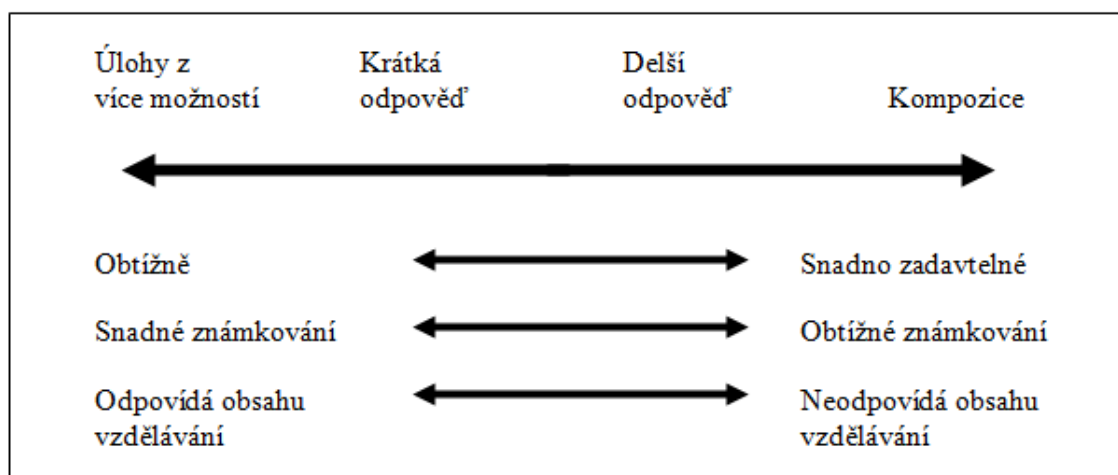 Úlohy z
více možností
Krátká
odpověď
Delší
odpověď
Kompozice
Obtížně
Snadno zadavtelné
Snadné známkování
Obtížné známkování
Odpovídá obsahu
vzdělávání
Neodpovídá obsahu
vzdělávání